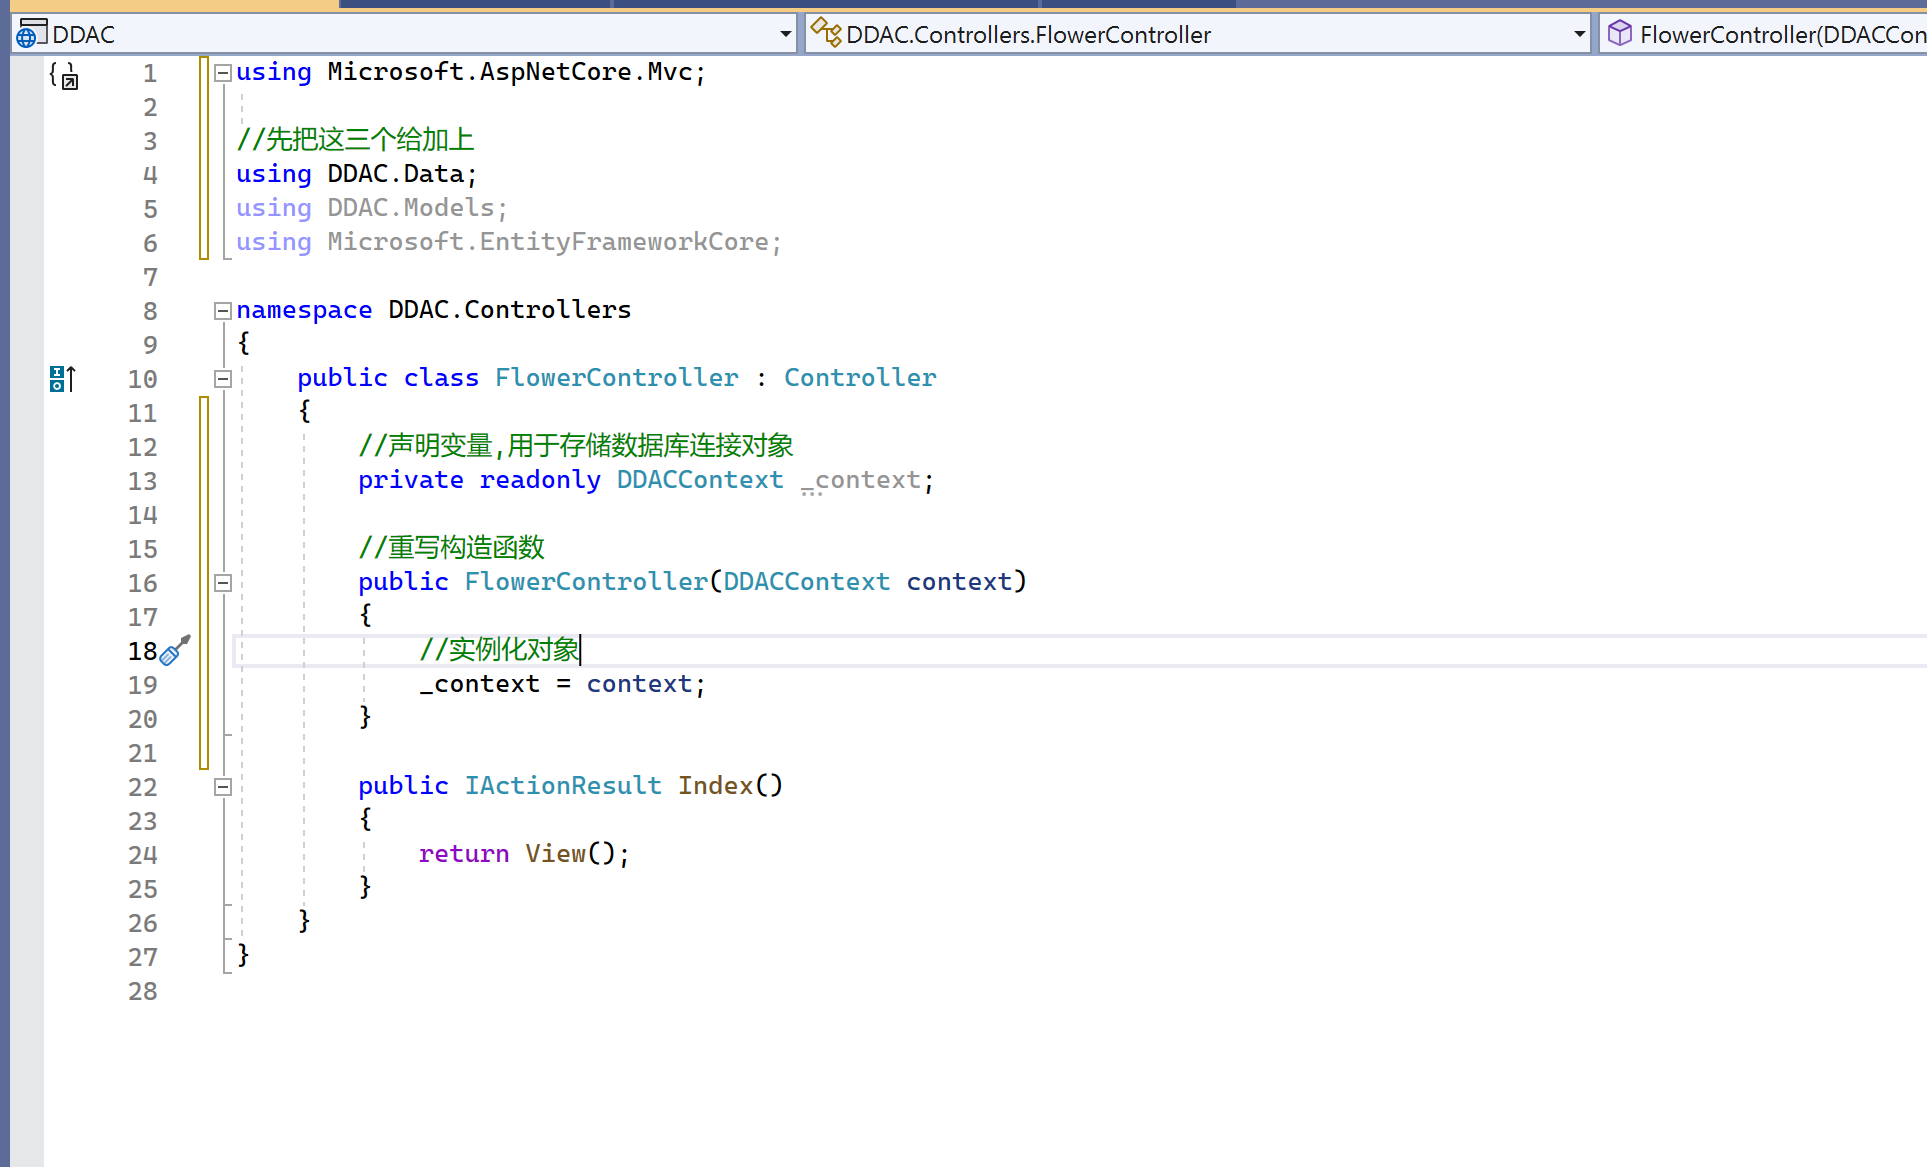 DDAC
DDAC.Controllers.FlowerController
FlowerController(DDACCon
1 using Microsoft.AspNetCore.Mvc;
2
3 //先把这三个给加上
4 using DDAC.Data;
5 using DDAC.Models;
6 using Microsoft.EntityFrameworkCore;
7
8 namespace DDAC.Controllers
9 {
10 public class FlowerController : Controller
11 {
12 //声明变量,用于存储数据库连接对象
13 private readonly DDACContext _context;
14
15 //重写构造函数
16 public FlowerController(DDACContext context)
17 {
18 //实例化对象
19 _context = context;
20 }
21
22 public IActionResult Index()
23 {
24 return View();
25 }
26 }
27 }
28